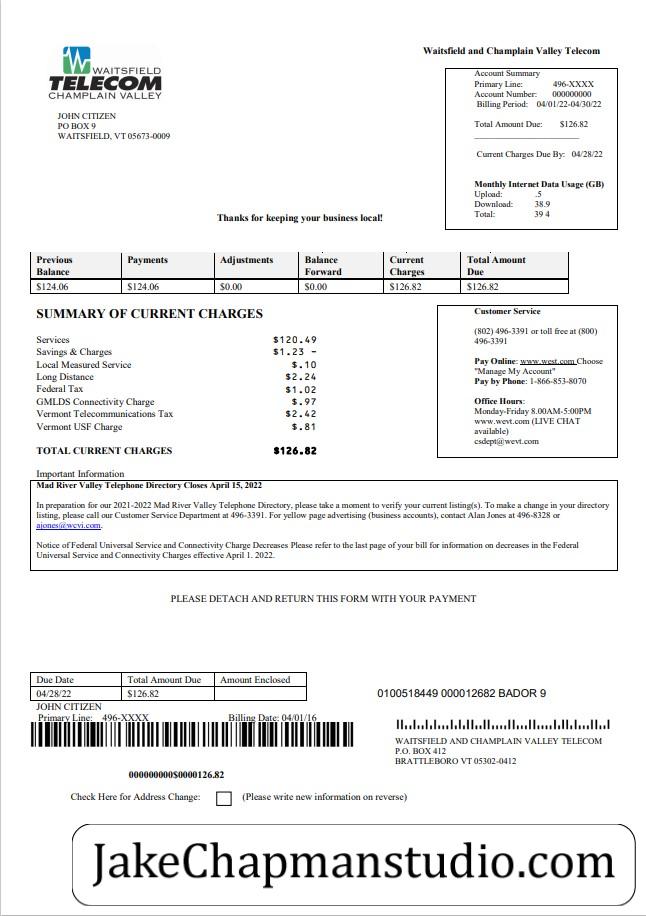 Waitsfield and Champlain Valley Telecom
WAITSFIELD
TELECOM
CHAMPLAIN VALLEY
JOHN CITIZEN
PO BOX 9
WAITSFIELD, VT 05673-0009
Account Summary
Primary Line: 496-XXXX
Account Number: 000000000
Billing Period: 04/01/22-04/30/22
Total Amount Due: $126.82
Current Charges Due By: 04/28/22
Monthly Internet Data Usage (GB)
Upload: .5
Download: 38.9
Total: 39 4
Thanks for keeping your business local!
Previous Balance Payments Adjustments Balance Forward Current Charges Total Amount Due
$124.06 $124.06 $0.00 $0.00 $126.82 $126.82
SUMMARY OF CURRENT CHARGES
Services $120.49
Savings & Charges $1.23 -
Local Measured Service $.10
Long Distance $2.24
Federal Tax $1.02
GMLDS Connectivity Charge $.97
Vermont Telecommunications Tax $2.42
Vermont USF Charge $.81
TOTAL CURRENT CHARGES $126.82
Customer Service
(802) 496-3391 or toll free at (800)
496-3391
Pay Online: www.west.com Choose
"Manage My Account"
Pay by Phone: 1-866-853-8070
Office Hours:
Monday-Friday 8.00AM-5:00PM
www.wevt.com (LIVE CHAT
available)
csdept@wevt.com
Important Information
Mad River Valley Telephone Directory Closes April 15, 2022
In preparation for our 2021-2022 Mad River Valley Telephone Directory, please take a moment to verify your current listing(s). To make a change in your directory
listing, please call our Customer Service Department at 496-3391. For yellow page advertising (business accounts), contact Alan Jones at 496-8328 or
ajones@wcvi.com.
Notice of Federal Universal Service and Connectivity Charge Decreases Please refer to the last page of your bill for information on decreases in the Federal
Universal Service and Connectivity Charges effective April 1. 2022.
PLEASE DETACH AND RETURN THIS FORM WITH YOUR PAYMENT
Due Date Total Amount Due Amount Enclosed
04/28/22 $126.82
JOHN CITIZEN
Primary Line: 496-XXXX Billing Date: 04/01/16
000000000$0000126.82
0100518449 000012682 BADOR 9
WAITSFIELD AND CHAMPLAIN VALLEY TELECOM
P.O. BOX 412
BRATTLEBORO VT 05302-0412
Check Here for Address Change: (Please write new information on reverse)
JakeChapmanstudio.com